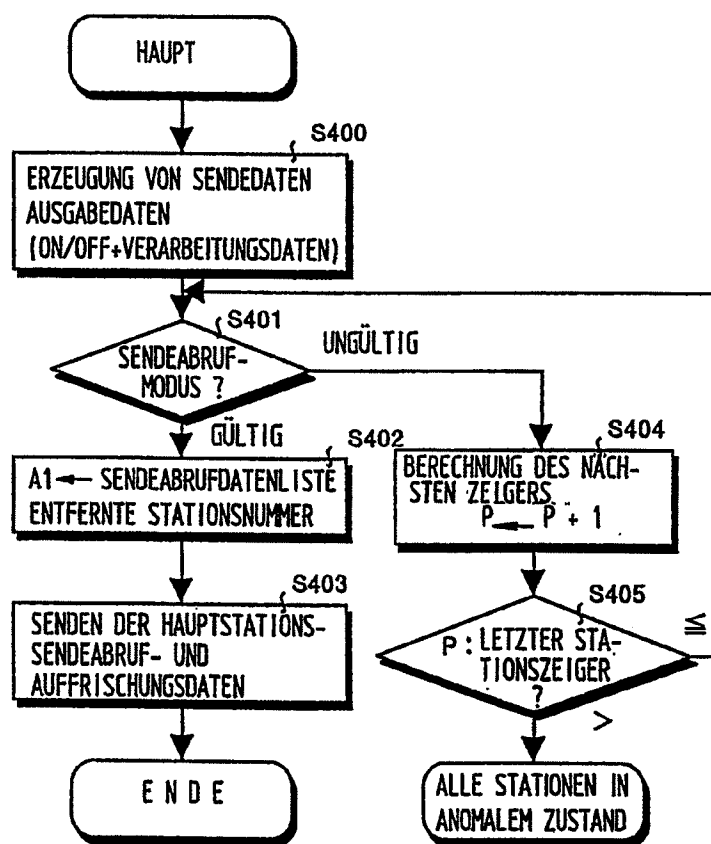 HAUPT
S400
ERZEUGUNG VON SENDEDATEN
AUSGABEDATEN
(ON/OFF+VERARBEITUNGSDATEN)
S401
SENDEABRUF-
MODUS ?
UNGÜLTIG
GÜLTIG
S402
A1 ← SENDEABRUFDATENLISTE
ENTFERNTE STATIONSNUMMER
S403
SENDEN DER HAUPTSTATIONS-
SENDEABRUF- UND
AUFFRISCHUNGSDATEN
ENDE
S404
BERECHNUNG DES NÄCH-
STEN ZELGERS
P ← P + 1
S405
P : LETZTER STA-
TIONSZEIGER
?
≦
>
ALLE STATIONEN IN
ANOMALEM ZUSTAND